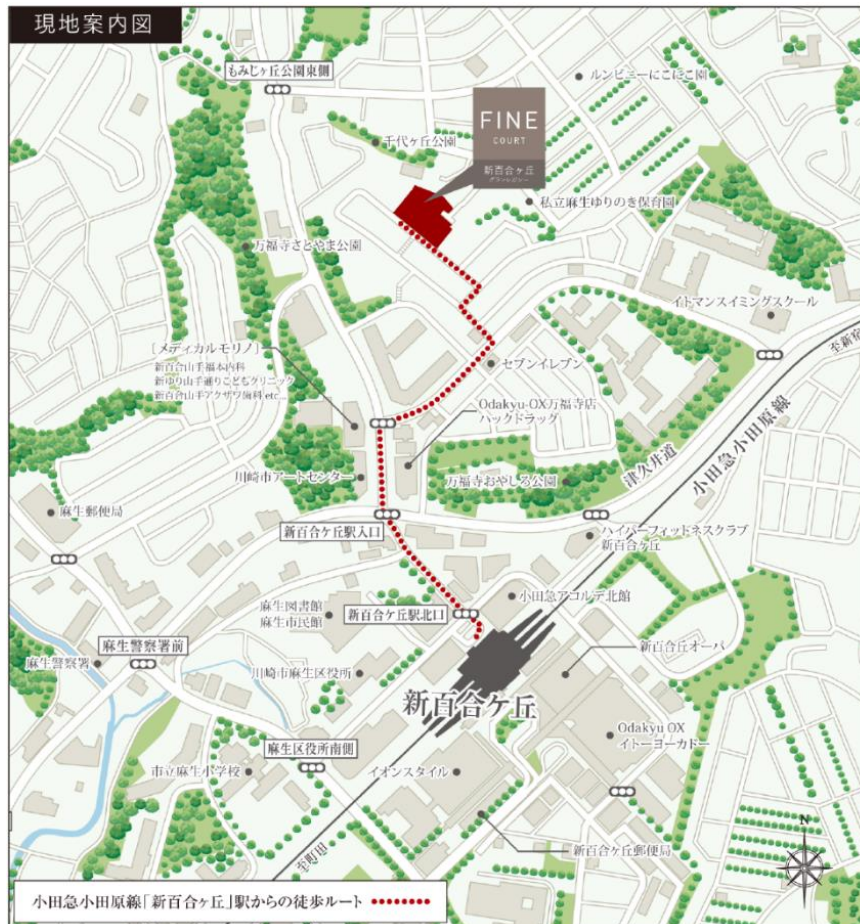 現地案内図
もみじヶ丘公園東側
ルンビニーにこにこ園
FINE
COURT
新百合ヶ丘
千代ヶ丘公園
私立麻生ゆりのき保育園
万福寺さとやま公園
イトマンスイミングスクール
至新宿
[メディカルモリノ]
新百合山手福本内科
新ゆり山手通りこどもクリニック
新百合山手アクザワ歯科 etc...
セブンイレブン
Odakyu OX万福寺店
ハックドラッグ
小田急小田原線
津久井道
川崎市アートセンター
万福寺おやしろ公園
麻生郵便局
新百合ケ丘駅入口
ハイパーフィットネスクラブ
新百合ヶ丘
小田急アコルデ北館
麻生図書館
麻生市民館
新百合ケ丘駅北口
麻生警察署前
麻生警察署
川崎市麻生区役所
新百合丘オーパ
新百合ケ丘
Odakyu OX
イトーヨーカドー
麻生区役所南側
市立麻生小学校
イオンスタイル
新百合ヶ丘郵便局
至町田
N
小田急小田原線「新百合ヶ丘」駅からの徒歩ルート